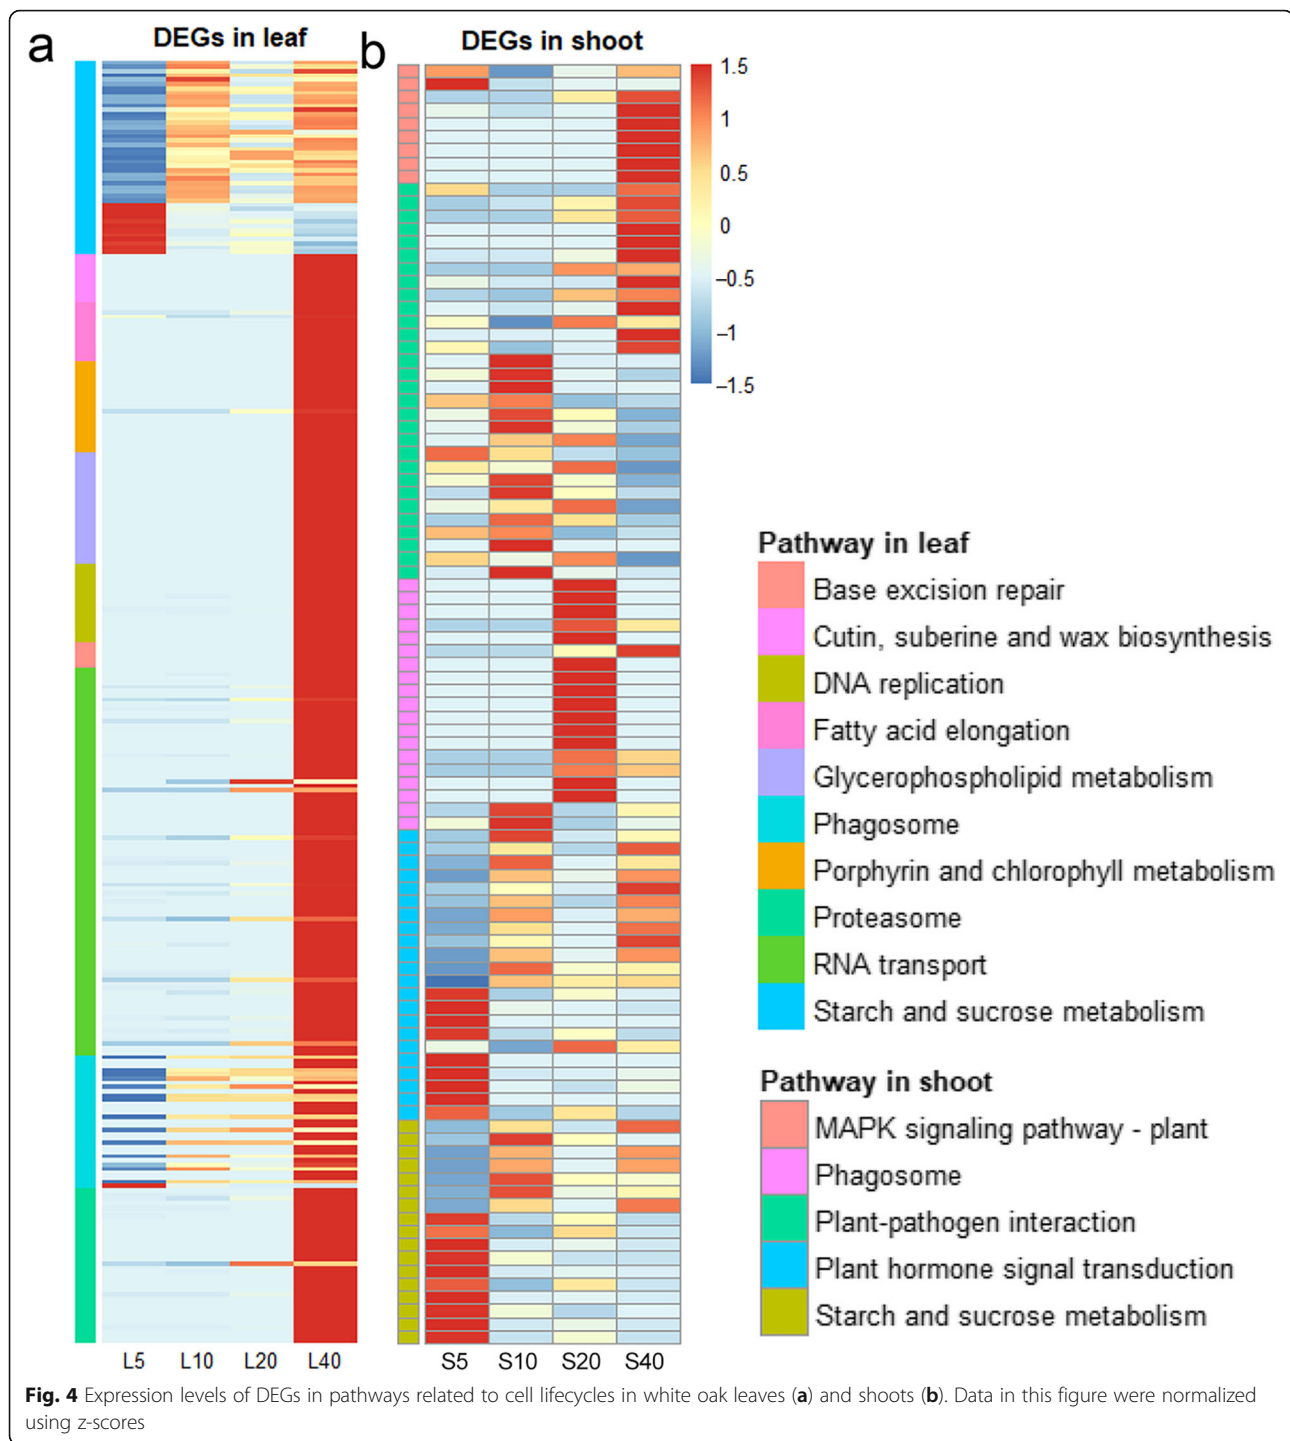 a
DEGs in leaf
b
DEGs in shoot
1.5
1
0.5
0
−0.5
−1
−1.5
L5 L10 L20 L40
S5 S10 S20 S40
Pathway in leaf
Base excision repair
Cutin, suberine and wax biosynthesis
DNA replication
Fatty acid elongation
Glycerophospholipid metabolism
Phagosome
Porphyrin and chlorophyll metabolism
Proteasome
RNA transport
Starch and sucrose metabolism
Pathway in shoot
MAPK signaling pathway - plant
Phagosome
Plant-pathogen interaction
Plant hormone signal transduction
Starch and sucrose metabolism
Fig. 4 Expression levels of DEGs in pathways related to cell lifecycles in white oak leaves (a) and shoots (b). Data in this figure were normalized
using z-scores